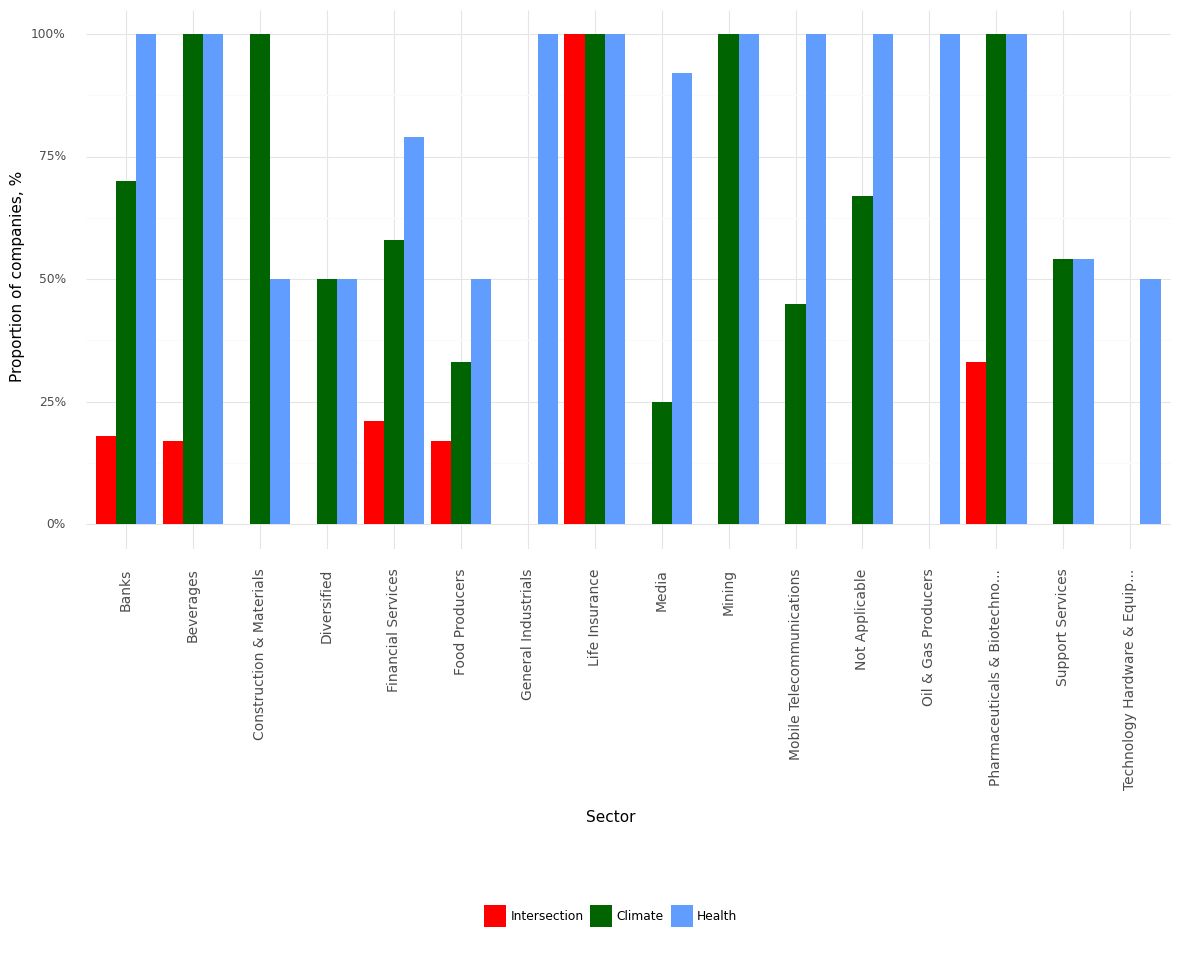 Proportion of companies, %
100%
75%
50%
25%
0%
Banks
Beverages
Construction & Materials
Diversified
Financial Services
Food Producers
General Industrials
Life Insurance
Media
Mining
Mobile Telecommunications
Not Applicable
Oil & Gas Producers
Pharmaceuticals & Biotechno...
Support Services
Technology Hardware & Equip...
Sector
Intersection Climate Health